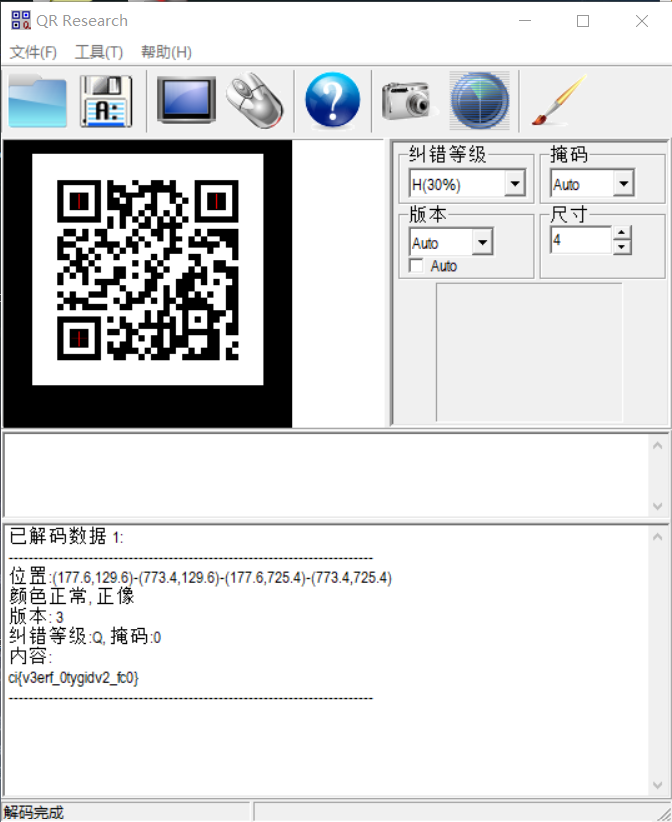 QR Research
文件(F) 工具(T) 帮助(H)
A:
?
纠错等级 掩码
H(30%) Auto
版本 尺寸
Auto 4
Auto
已解码数据 1:
---------------------------------------------------------------------------
位置:(177.6,129.6)-(773.4,129.6)-(177.6,725.4)-(773.4,725.4)
颜色正常, 正像
版本: 3
纠错等级:Q, 掩码:0
内容:
ci{v3erf_0tygidv2_fc0}
---------------------------------------------------------------------------
解码完成